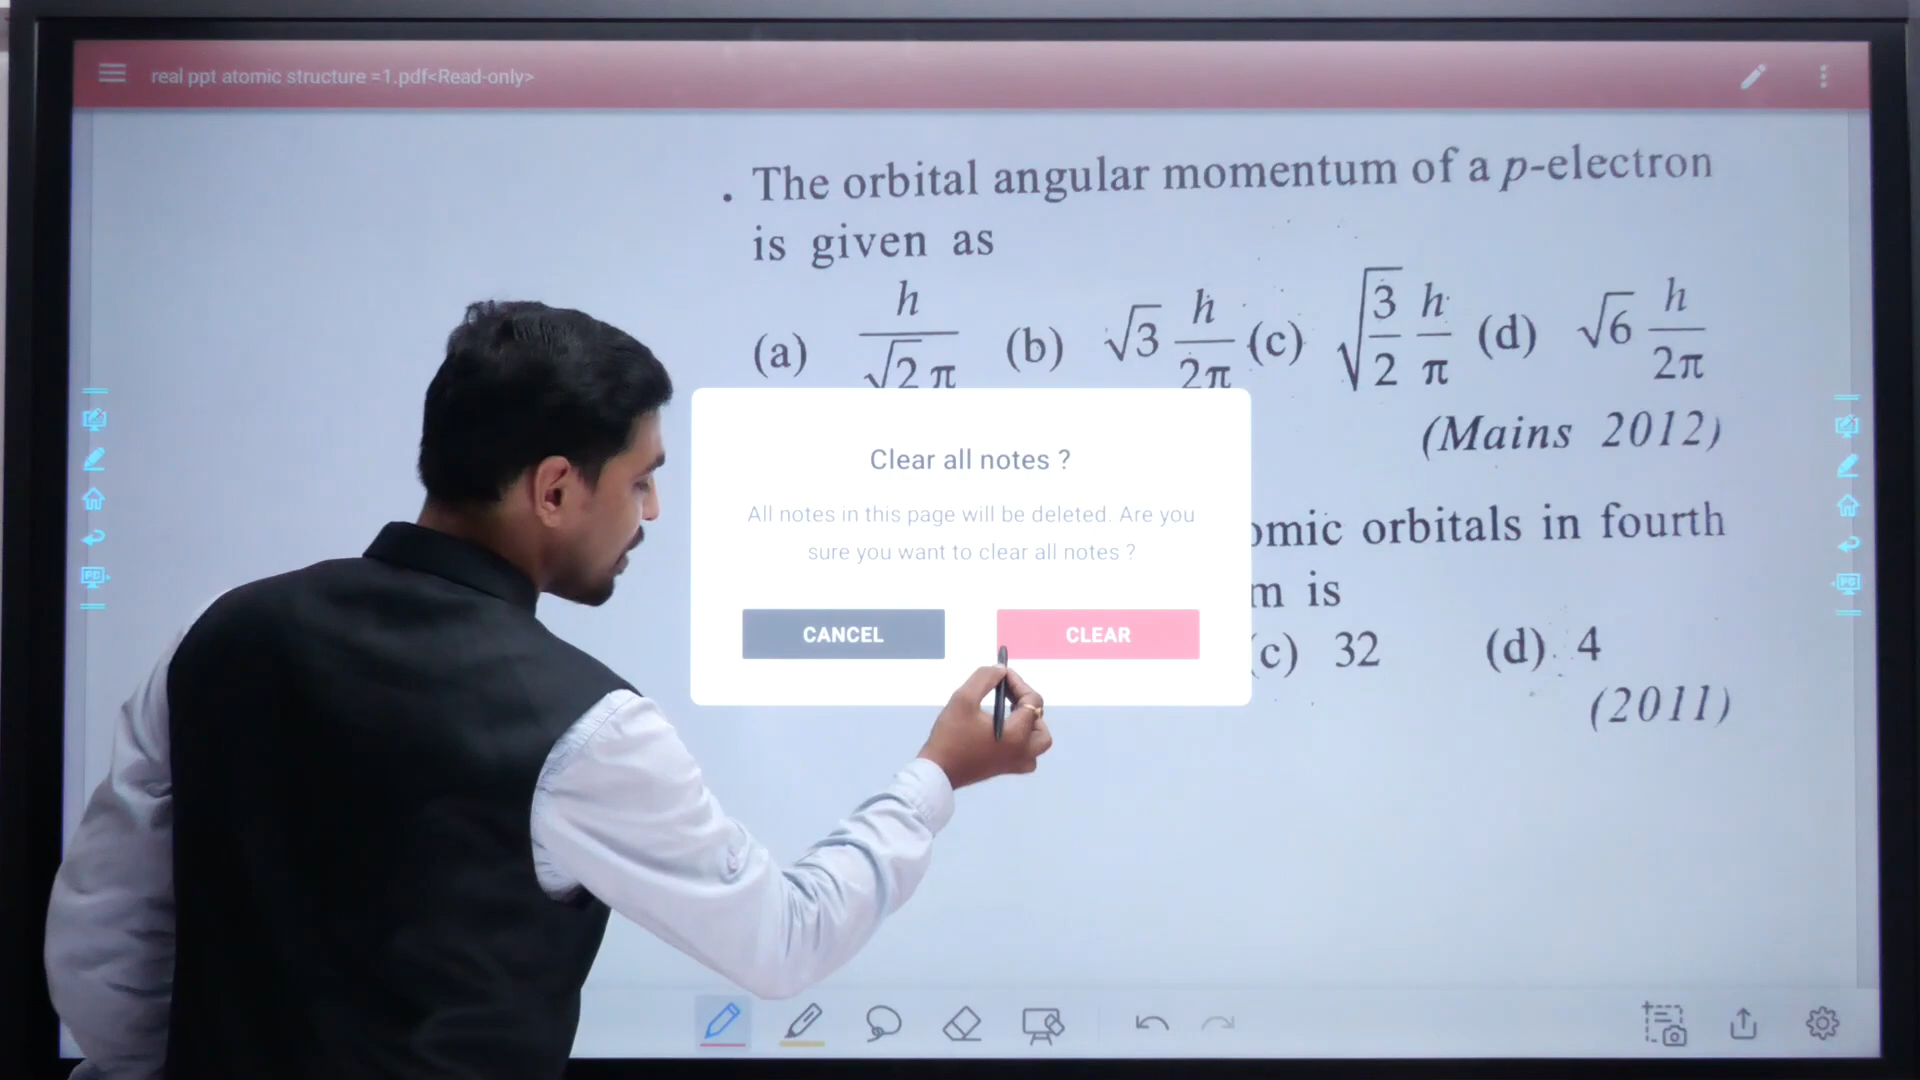 real ppt atomic structure =1.pdf<Read-only>
. The orbital angular momentum of a p-electron
is given as
(a) h/√2 π (b) √3 h/2π (c) √3/2 h/π (d) √6 h/2π
(Mains 2012)
Clear all notes ?
All notes in this page will be deleted. Are you
sure you want to clear all notes ?
CANCEL CLEAR
orbitals in fourth
is
(c) 32 (d) 4
(2011)
PC
PC